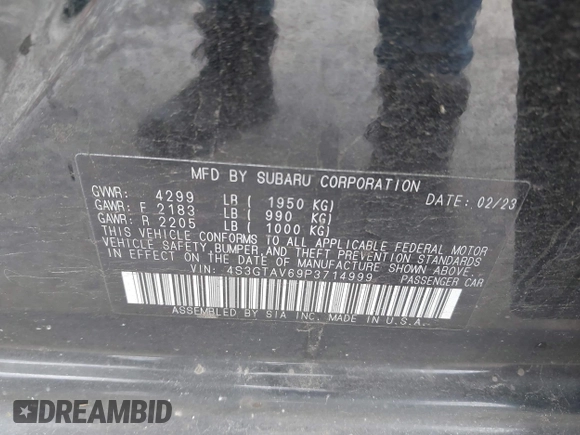 MFD BY SUBARU CORPORATION
GVWR: 4299 LB ( 1950 KG) DATE: 02/23
GAWR: F 2183 LB ( 990 KG)
GAWR: R 2205 LB ( 1000 KG)
THIS VEHICLE CONFORMS TO ALL APPLICABLE FEDERAL MOTOR
VEHICLE SAFETY, BUMPER, AND THEFT PREVENTION STANDARDS
IN EFFECT ON THE DATE OF MANUFACTURE SHOWN ABOVE.
VIN: 4S3GTAV69P3714999 PASSENGER CAR
ASSEMBLED BY SIA INC. MADE IN U.S.A.
DREAMBID